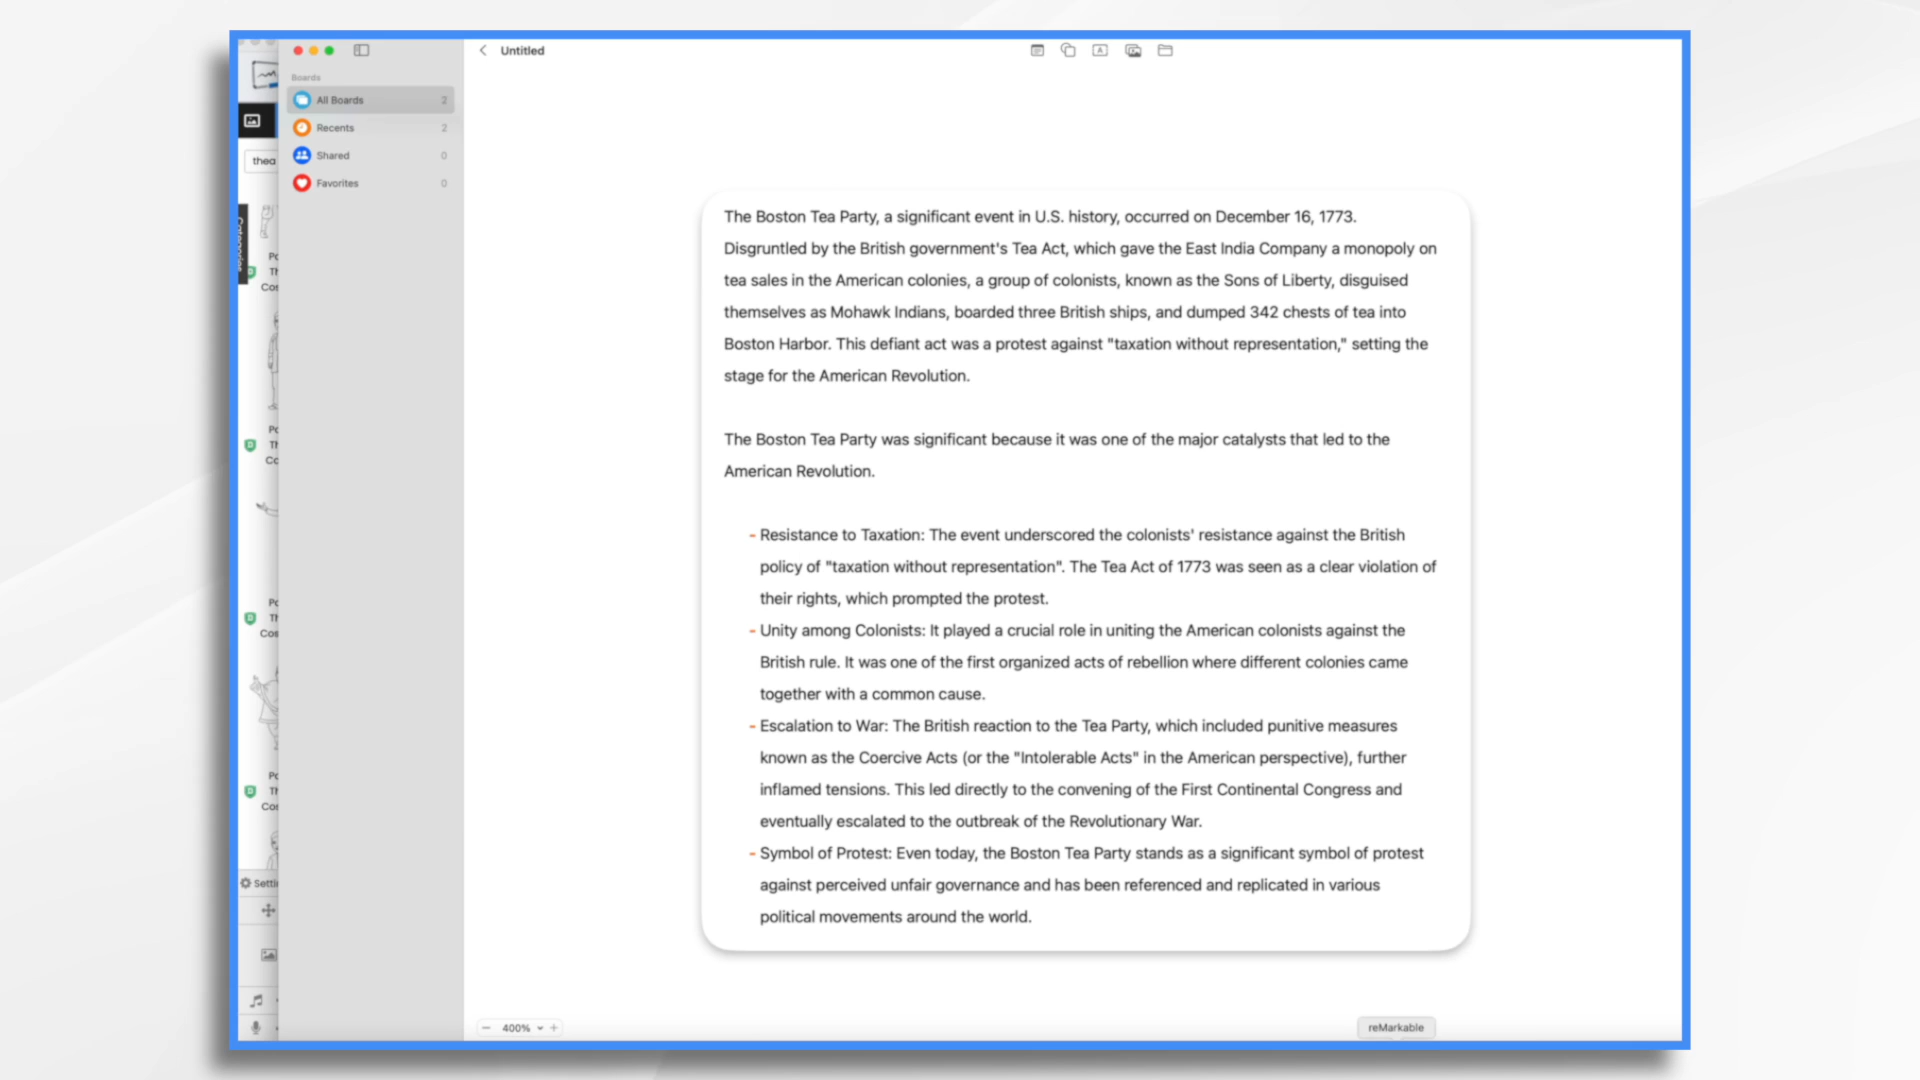 Untitled
Boards
All Boards 2
Recents 2
Shared 0
Favorites 0
thea
The Boston Tea Party, a significant event in U.S. history, occurred on December 16, 1773.
Disgruntled by the British government's Tea Act, which gave the East India Company a monopoly on
tea sales in the American colonies, a group of colonists, known as the Sons of Liberty, disguised
themselves as Mohawk Indians, boarded three British ships, and dumped 342 chests of tea into
Boston Harbor. This defiant act was a protest against "taxation without representation," setting the
stage for the American Revolution.
The Boston Tea Party was significant because it was one of the major catalysts that led to the
American Revolution.
- Resistance to Taxation: The event underscored the colonists' resistance against the British
policy of "taxation without representation". The Tea Act of 1773 was seen as a clear violation of
their rights, which prompted the protest.
- Unity among Colonists: It played a crucial role in uniting the American colonists against the
British rule. It was one of the first organized acts of rebellion where different colonies came
together with a common cause.
- Escalation to War: The British reaction to the Tea Party, which included punitive measures
known as the Coercive Acts (or the "Intolerable Acts" in the American perspective), further
inflamed tensions. This led directly to the convening of the First Continental Congress and
eventually escalated to the outbreak of the Revolutionary War.
- Symbol of Protest: Even today, the Boston Tea Party stands as a significant symbol of protest
against perceived unfair governance and has been referenced and replicated in various
political movements around the world.
400%
reMarkable